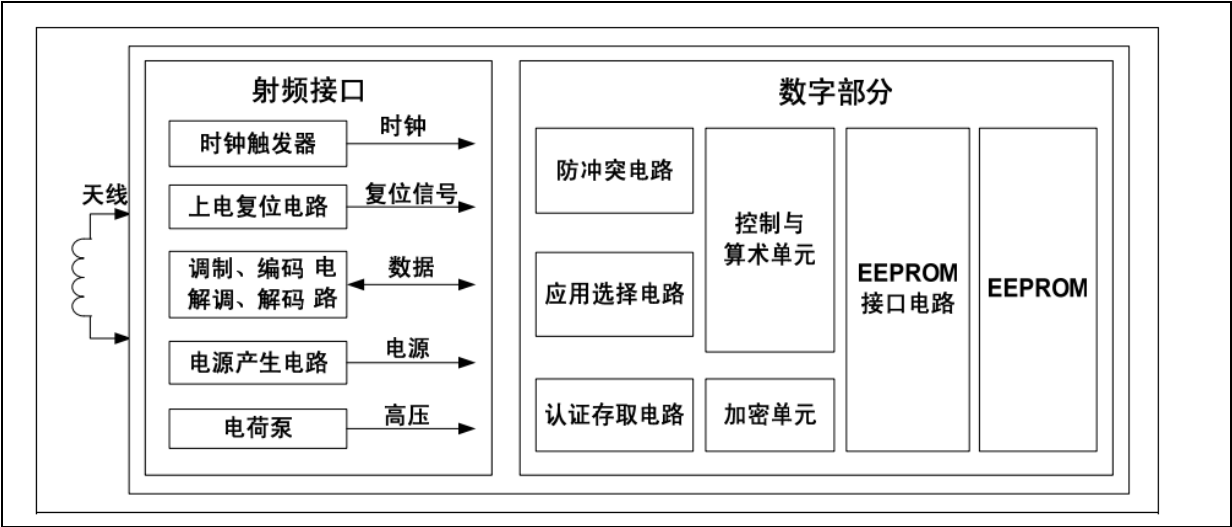 天线
射频接口
时钟触发器
时钟
上电复位电路
复位信号
调制、编码 电
解调、解码 路
数据
电源产生电路
电源
电荷泵
高压
数字部分
防冲突电路
应用选择电路
认证存取电路
控制与
算术单元
加密单元
EEPROM
接口电路
EEPROM